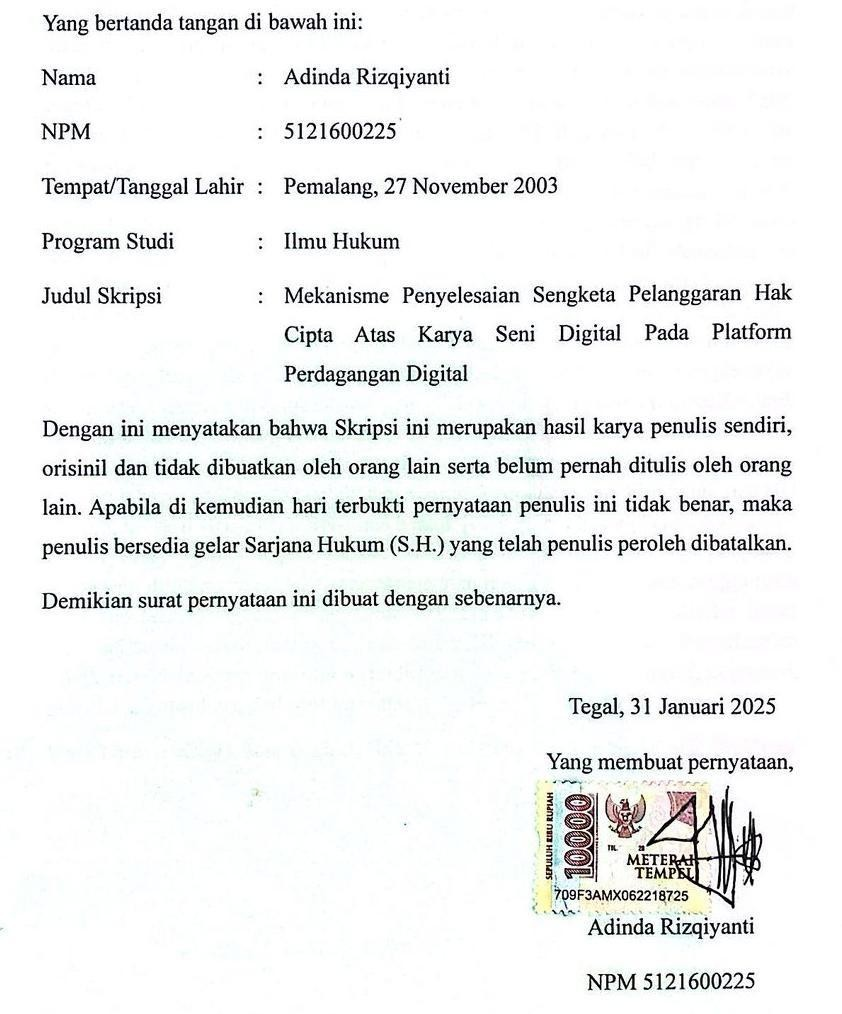 Yang bertanda tangan di bawah ini:
Nama : Adinda Rizqiyanti
NPM : 5121600225
Tempat/Tanggal Lahir : Pemalang, 27 November 2003
Program Studi : Ilmu Hukum
Judul Skripsi : Mekanisme Penyelesaian Sengketa Pelanggaran Hak
Cipta Atas Karya Seni Digital Pada Platform
Perdagangan Digital
Dengan ini menyatakan bahwa Skripsi ini merupakan hasil karya penulis sendiri,
orisinil dan tidak dibuatkan oleh orang lain serta belum pernah ditulis oleh orang
lain. Apabila di kemudian hari terbukti pernyataan penulis ini tidak benar, maka
penulis bersedia gelar Sarjana Hukum (S.H.) yang telah penulis peroleh dibatalkan.
Demikian surat pernyataan ini dibuat dengan sebenarnya.
Tegal, 31 Januari 2025
Yang membuat pernyataan,
SEPULUH RIBU RUPIAH
10000
METERAI
TEMPEL
709F3AMX062218725
Adinda Rizqiyanti
NPM 5121600225